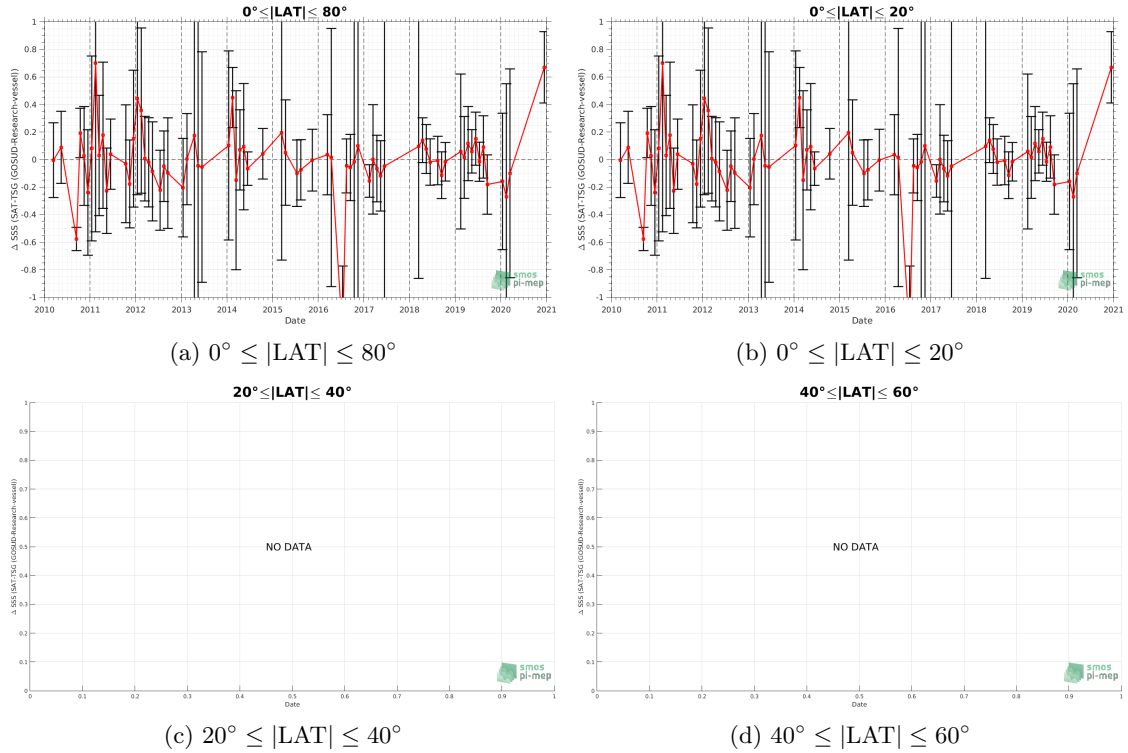 0°≤|LAT|≤ 80°
Δ SSS (SAT-TSG (GOSUD-Research-vessel))
1
0.8
0.6
0.4
0.2
0
-0.2
-0.4
-0.6
-0.8
-1
smos
pi-mep
2010 2011 2012 2013 2014 2015 2016 2017 2018 2019 2020 2021
Date
(a) 0° ≤ |LAT| ≤ 80°
0°≤|LAT|≤ 20°
Δ SSS (SAT-TSG (GOSUD-Research-vessel))
1
0.8
0.6
0.4
0.2
0
-0.2
-0.4
-0.6
-0.8
-1
smos
pi-mep
2010 2011 2012 2013 2014 2015 2016 2017 2018 2019 2020 2021
Date
(b) 0° ≤ |LAT| ≤ 20°
20°≤|LAT|≤ 40°
Δ SSS (SAT-TSG (GOSUD-Research-vessel))
1
0.9
0.8
0.7
0.6
0.5
0.4
0.3
0.2
0.1
0
NO DATA
smos
pi-mep
0 0.1 0.2 0.3 0.4 0.5 0.6 0.7 0.8 0.9 1
Date
(c) 20° ≤ |LAT| ≤ 40°
40°≤|LAT|≤ 60°
Δ SSS (SAT-TSG (GOSUD-Research-vessel))
1
0.9
0.8
0.7
0.6
0.5
0.4
0.3
0.2
0.1
0
NO DATA
smos
pi-mep
0 0.1 0.2 0.3 0.4 0.5 0.6 0.7 0.8 0.9 1
Date
(d) 40° ≤ |LAT| ≤ 60°